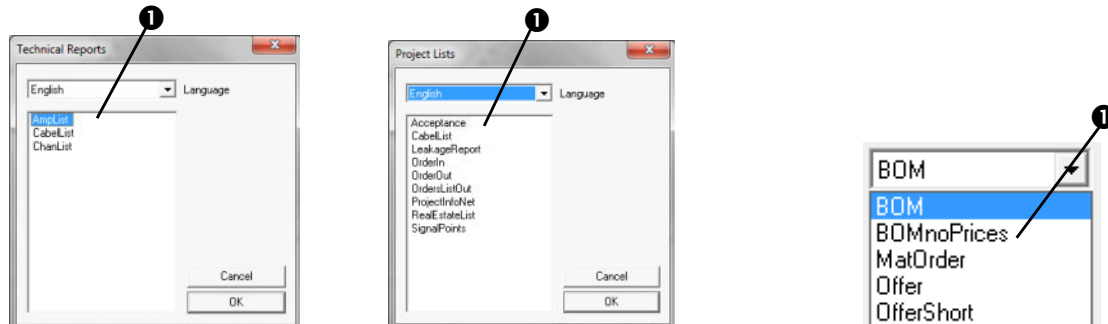 ❶
Technical Reports
English
Language
AmpList
CabelList
ChanList
Cancel
OK
❶
Project Lists
English
Language
Acceptance
CabelList
LeakageReport
OrderIn
OrderOut
OrdersListOut
ProjectInfoNet
RealEstateList
SignalPoints
Cancel
OK
❶
BOM
BOM
BOMnoPrices
MatOrder
Offer
OfferShort